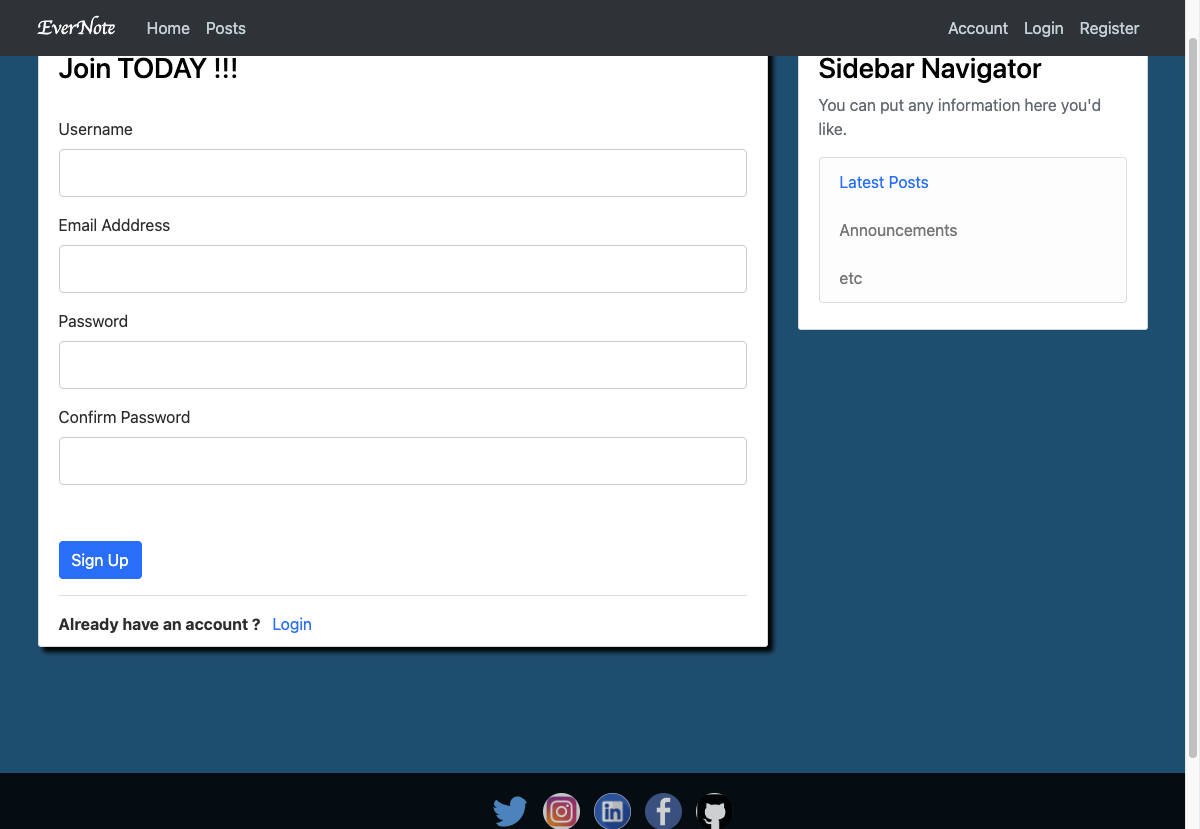 EverNote Home Posts Account Login Register
Join TODAY !!!
Username
Email Adddress
Password
Confirm Password
Sign Up
Already have an account ? Login
Sidebar Navigator
You can put any information here you'd
like.
Latest Posts
Announcements
etc